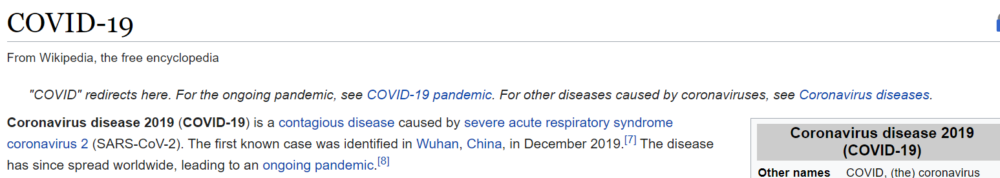 COVID-19
From Wikipedia, the free encyclopedia
"COVID" redirects here. For the ongoing pandemic, see COVID-19 pandemic. For other diseases caused by coronaviruses, see Coronavirus diseases.
Coronavirus disease 2019 (COVID-19) is a contagious disease caused by severe acute respiratory syndrome
coronavirus 2 (SARS-CoV-2). The first known case was identified in Wuhan, China, in December 2019.[7] The disease
has since spread worldwide, leading to an ongoing pandemic.[8]
Coronavirus disease 2019
(COVID-19)
Other names COVID, (the) coronavirus